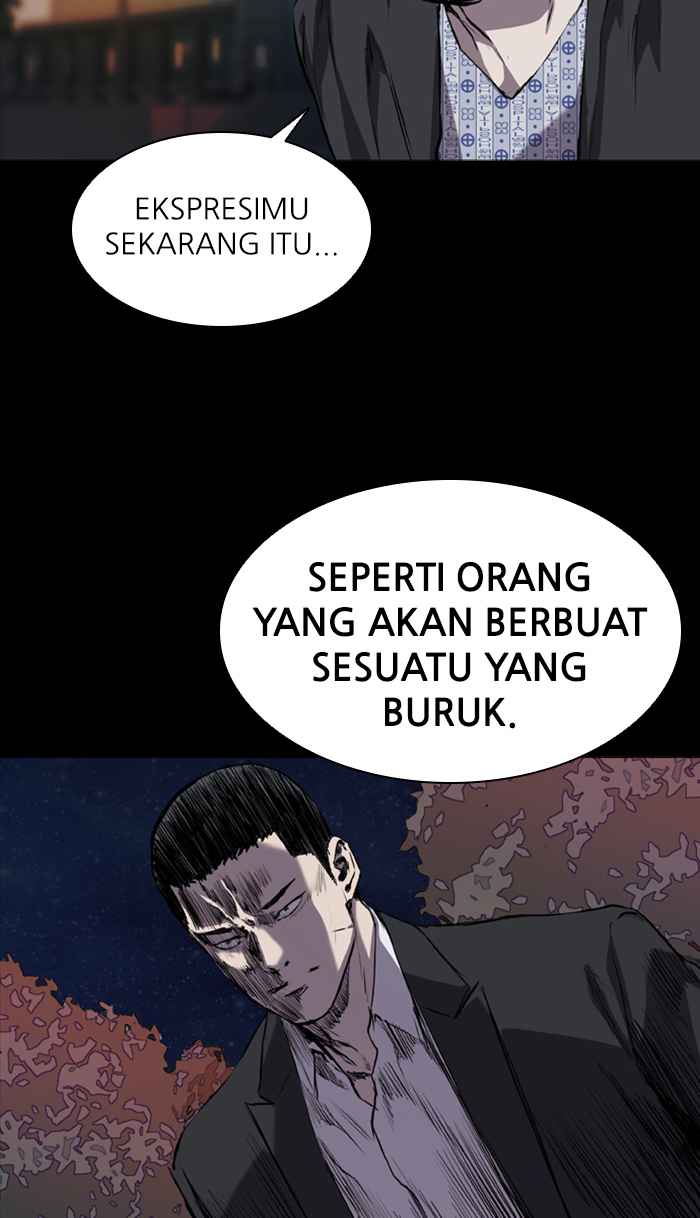 EKSPRESIMU
SEKARANG ITU...
SEPERTI ORANG
YANG AKAN BERBUAT
SESUATU YANG
BURUK.